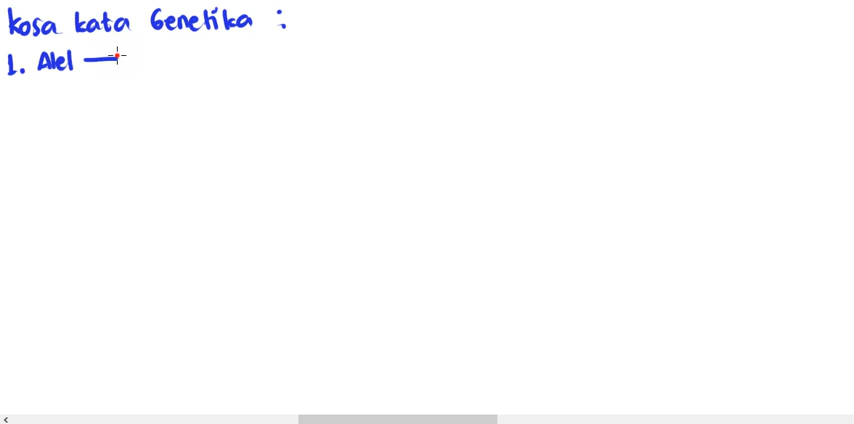 Kosa kata Genetika :
1. Alel —